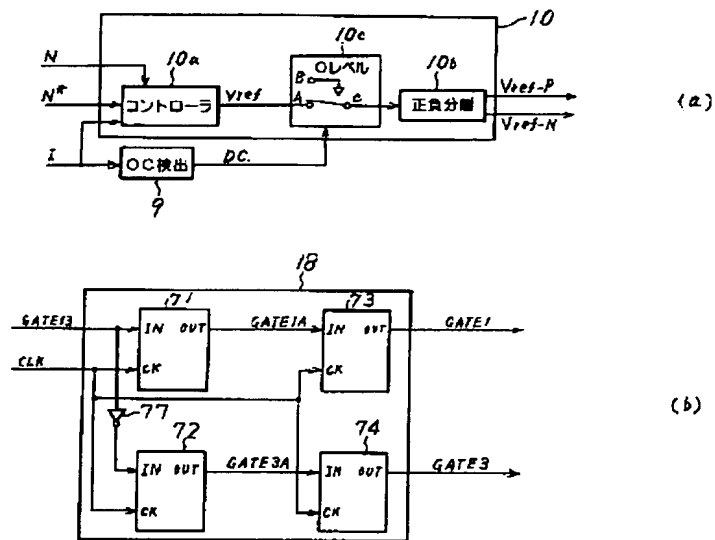 10
N
10a
10c
0レベル
N*
コントローラ
Vref
B
A
c
10b
正負分離
Vref-P
Vref-N
(a)
I
OC検出
O.C.
9
18
71
73
GATE13
IN OUT
GATE1A
IN OUT
GATE1
CLK
CK
CK
77
(b)
72
74
IN OUT
GATE3A
IN OUT
GATE3
CK
CK